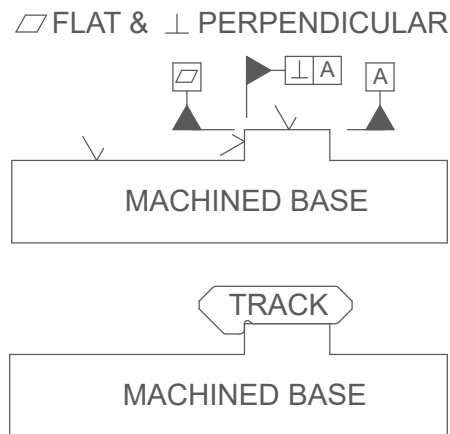 ⏥ FLAT & ⊥ PERPENDICULAR
⏥ ⊥ A A
MACHINED BASE
TRACK
MACHINED BASE